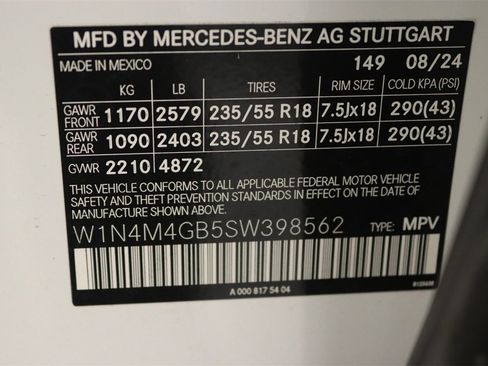 MFD BY MERCEDES-BENZ AG STUTTGART
MADE IN MEXICO 149 08/24
KG LB TIRES RIM SIZE COLD KPA (PSI)
GAWR FRONT 1170 2579 235/55 R18 7.5Jx18 290(43)
GAWR REAR 1090 2403 235/55 R18 7.5Jx18 290(43)
GVWR 2210 4872
THIS VEHICLE CONFORMS TO ALL APPLICABLE FEDERAL MOTOR VEHICLE
SAFETY AND THEFT PREVENTION STANDARDS IN EFFECT ON THE DATE OF
MANUFACTURE SHOWN ABOVE.
W1N4M4GB5SW398562 TYPE: MPV
A 000 817 54 04